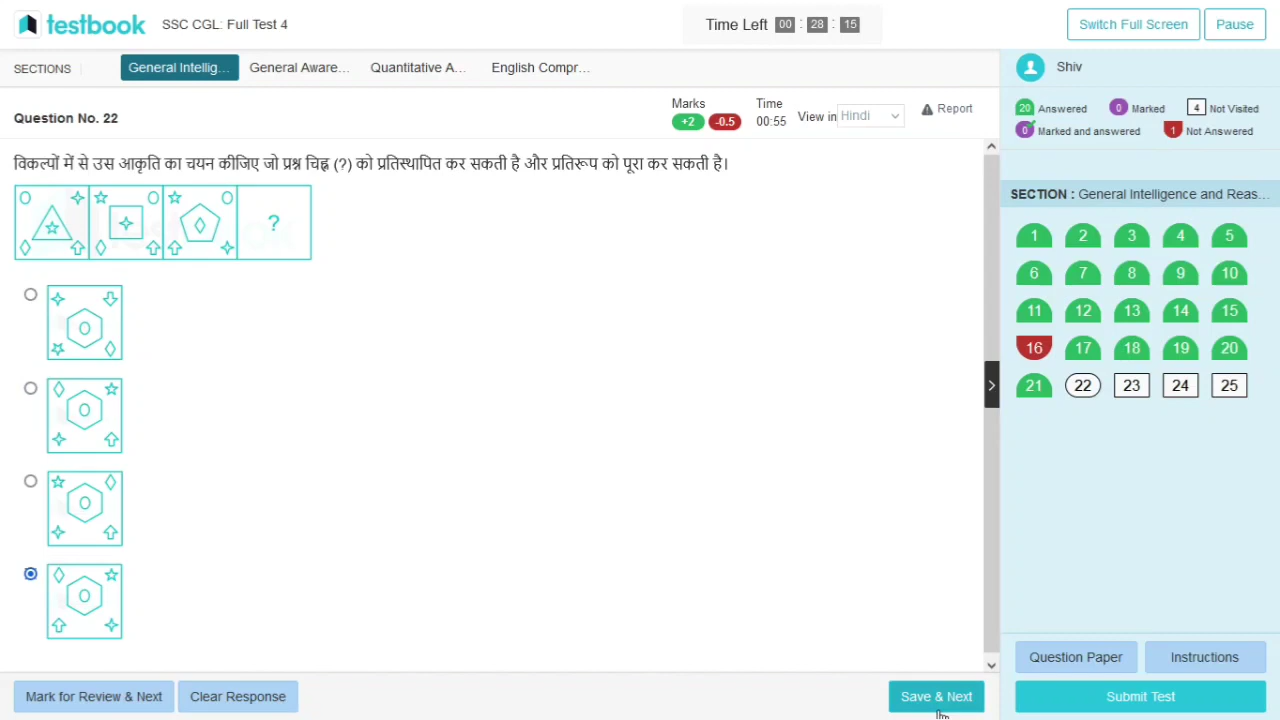 testbook SSC CGL: Full Test 4 Time Left 00 : 28 : 15 Switch Full Screen Pause
SECTIONS General Intellig... General Aware... Quantitative A... English Compr... Shiv
Question No. 22 Marks +2 -0.5 Time 00:55 View in Hindi Report
20 Answered 0 Marked 4 Not Visited
0 Marked and answered 1 Not Answered
विकल्पों में से उस आकृति का चयन कीजिए जो प्रश्न चिह्न (?) को प्रतिस्थापित कर सकती है और प्रतिरूप को पूरा कर सकती है।
?
SECTION : General Intelligence and Reas...
1 2 3 4 5
6 7 8 9 10
11 12 13 14 15
16 17 18 19 20
21 22 23 24 25
Question Paper Instructions
Mark for Review & Next Clear Response Save & Next Submit Test